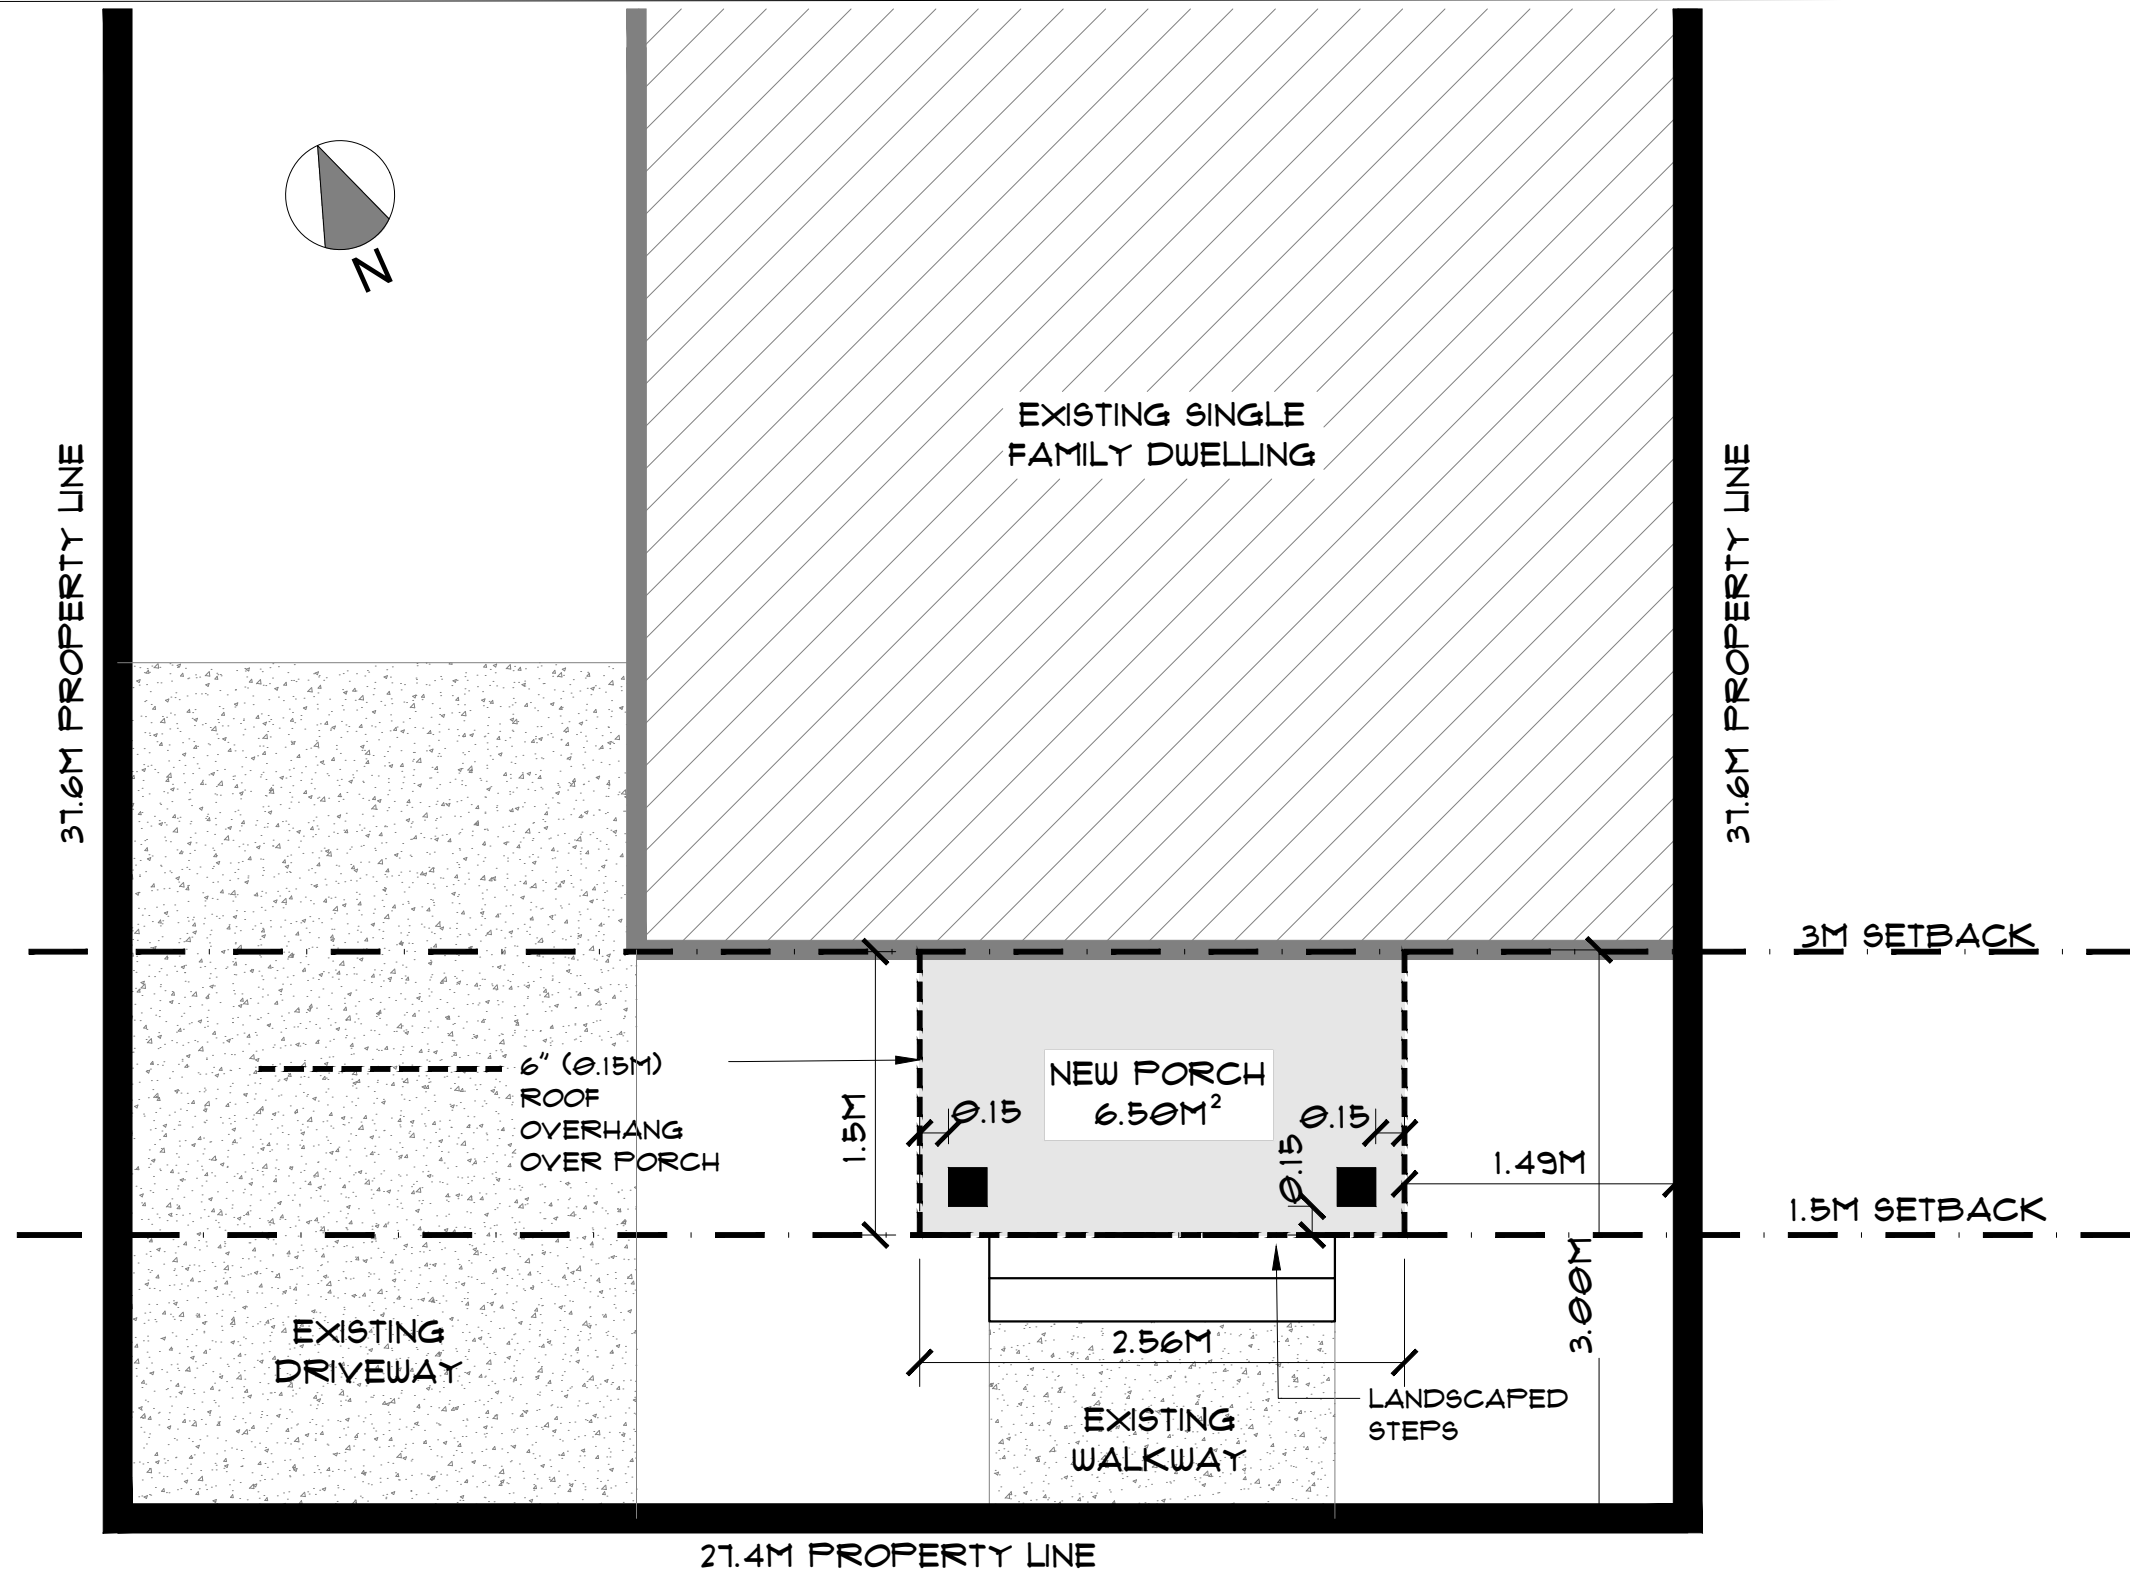 N
EXISTING SINGLE
FAMILY DWELLING
37.6M PROPERTY LINE
37.6M PROPERTY LINE
3M SETBACK
6" (0.15M)
ROOF
OVERHANG
OVER PORCH
1.5M
NEW PORCH
6.50M²
0.15
0.15
0.15
1.49M
1.5M SETBACK
3.00M
EXISTING
DRIVEWAY
2.56M
LANDSCAPED
STEPS
EXISTING
WALKWAY
27.4M PROPERTY LINE